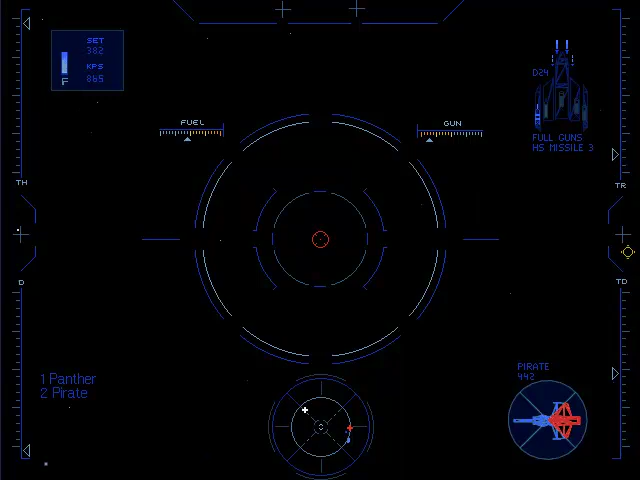 SET
382
KPS
865
F
FUEL
GUN
D24
FULL GUNS
HS MISSILE 3
TH
TR
D
TD
1 Panther
2 Pirate
PIRATE
442